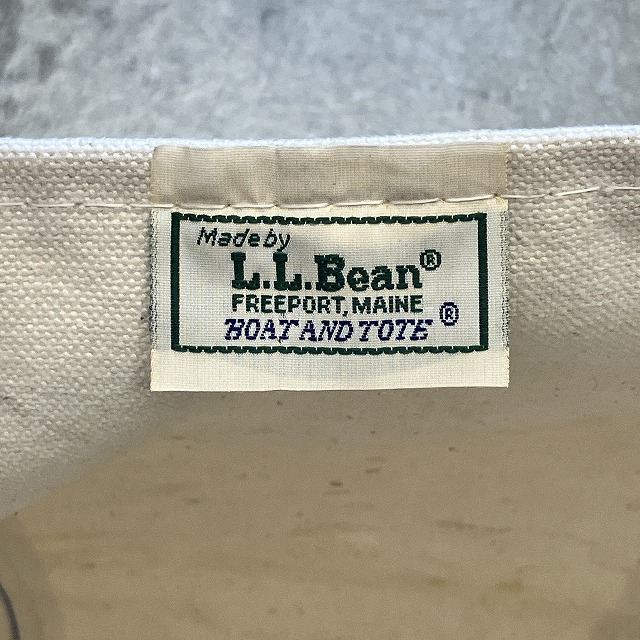 Made by
L.L.Bean®
FREEPORT, MAINE
BOAT AND TOTE®